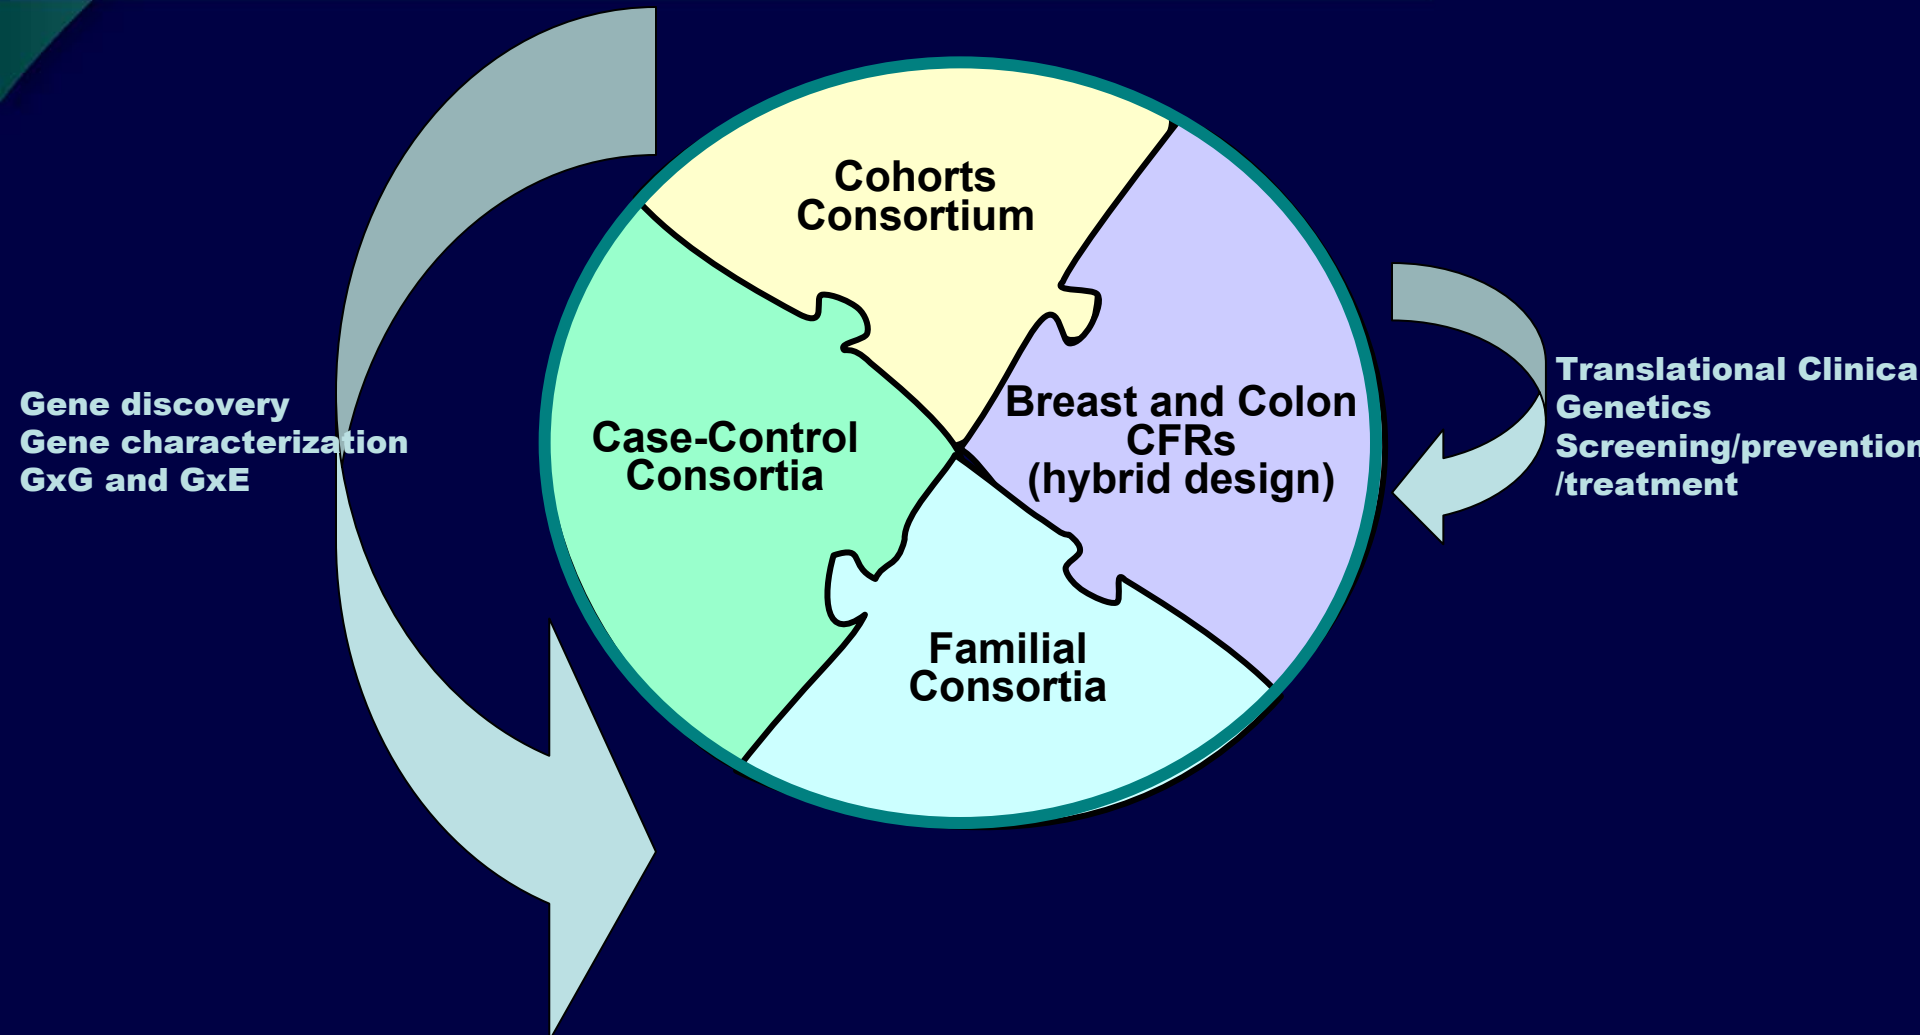 Cohorts
Consortium
Gene discovery
Gene characterization
GxG and GxE
Case-Control
Consortia
Breast and Colon
CFRs
(hybrid design)
Translational Clinica
Genetics
Screening/prevention
/treatment
Familial
Consortia